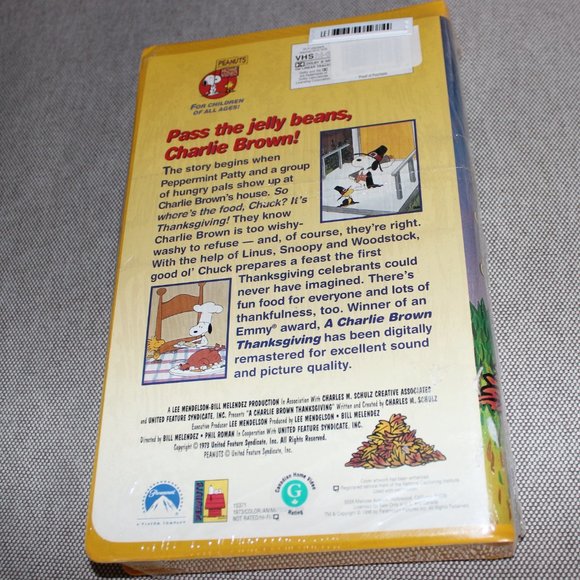 PEANUTS
FOR CHILDREN
OF ALL AGES!
VHS
Pass the jelly beans,
Charlie Brown!
The story begins when
Peppermint Patty and a group
of hungry pals show up at
Charlie Brown's house. So
where's the food, Chuck? It's
Thanksgiving! They know
Charlie Brown is too wishy-
washy to refuse — and, of course, they're right.
With the help of Linus, Snoopy and Woodstock,
good ol' Chuck prepares a feast the first
Thanksgiving celebrants could
never have imagined. There's
fun food for everyone and lots of
thankfulness, too. Winner of an
Emmy® award, A Charlie Brown
Thanksgiving has been digitally
remastered for excellent sound
and picture quality.
A LEE MENDELSON-BILL MELENDEZ PRODUCTION In Association With CHARLES M. SCHULZ CREATIVE ASSOCIATES
and UNITED FEATURE SYNDICATE, INC. Presents "A CHARLIE BROWN THANKSGIVING" Written and Created by CHARLES M. SCHULZ
Executive Producer LEE MENDELSON Produced by LEE MENDELSON • BILL MELENDEZ
Directed by BILL MELENDEZ • PHIL ROMAN In Cooperation With UNITED FEATURE SYNDICATE, INC.
Copyright © 1973 United Feature Syndicate, Inc. All Rights Reserved.
PEANUTS © United Feature Syndicate, Inc.
Paramount
PEANUTS
Canadian Home Video
G
Rated